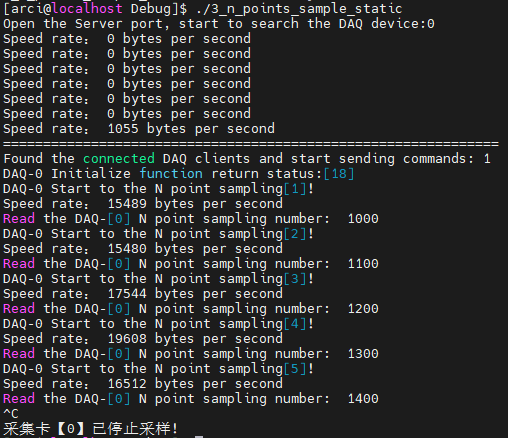 [arci@localhost Debug]$ ./3_n_points_sample_static
Open the Server port, start to search the DAQ device:0
Speed rate： 0 bytes per second
Speed rate： 0 bytes per second
Speed rate： 0 bytes per second
Speed rate： 0 bytes per second
Speed rate： 0 bytes per second
Speed rate： 0 bytes per second
Speed rate： 1055 bytes per second
==============================================================
Found the connected DAQ clients and start sending commands: 1
DAQ-0 Initialize function return status:[18]
DAQ-0 Start to the N point sampling[1]!
Speed rate： 15489 bytes per second
Read the DAQ-[0] N point sampling number:  1000
DAQ-0 Start to the N point sampling[2]!
Speed rate： 15480 bytes per second
Read the DAQ-[0] N point sampling number:  1100
DAQ-0 Start to the N point sampling[3]!
Speed rate： 17544 bytes per second
Read the DAQ-[0] N point sampling number:  1200
DAQ-0 Start to the N point sampling[4]!
Speed rate： 19608 bytes per second
Read the DAQ-[0] N point sampling number:  1300
DAQ-0 Start to the N point sampling[5]!
Speed rate： 16512 bytes per second
Read the DAQ-[0] N point sampling number:  1400
^C
采集卡【0】已停止采样!